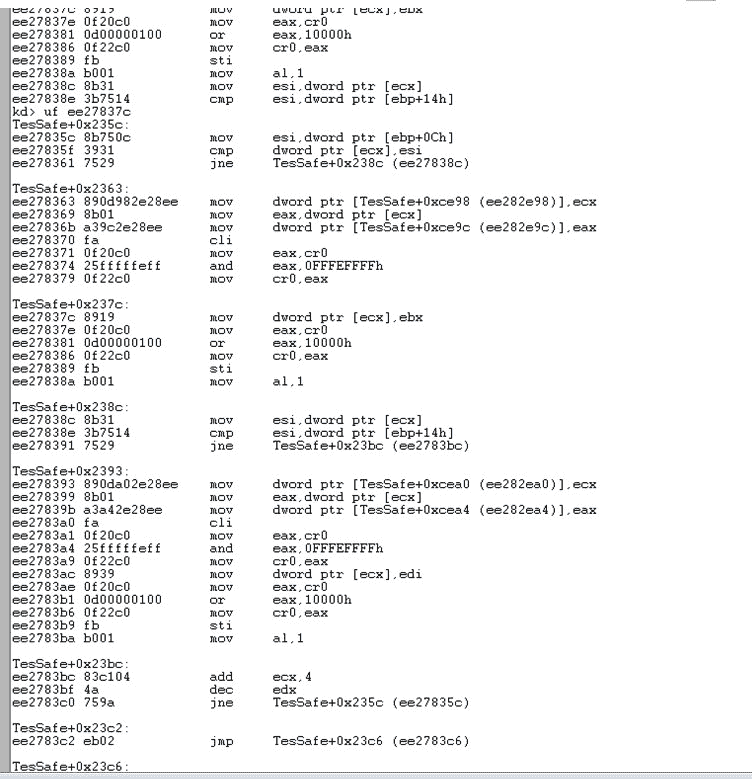 ee27837c 8919 mov dword ptr [ecx],ebx
ee27837e 0f20c0 mov eax,cr0
ee278381 0d00000100 or eax,10000h
ee278386 0f22c0 mov cr0,eax
ee278389 fb sti
ee27838a b001 mov al,1
ee27838c 8b31 mov esi,dword ptr [ecx]
ee27838e 3b7514 cmp esi,dword ptr [ebp+14h]
kd> uf ee27837c
TesSafe+0x235c:
ee27835c 8b750c mov esi,dword ptr [ebp+0Ch]
ee27835f 3931 cmp dword ptr [ecx],esi
ee278361 7529 jne TesSafe+0x238c (ee27838c)
TesSafe+0x2363:
ee278363 890d982e28ee mov dword ptr [TesSafe+0xce98 (ee282e98)],ecx
ee278369 8b01 mov eax,dword ptr [ecx]
ee27836b a39c2e28ee mov dword ptr [TesSafe+0xce9c (ee282e9c)],eax
ee278370 fa cli
ee278371 0f20c0 mov eax,cr0
ee278374 25fffffeff and eax,0FFFEFFFFh
ee278379 0f22c0 mov cr0,eax
TesSafe+0x237c:
ee27837c 8919 mov dword ptr [ecx],ebx
ee27837e 0f20c0 mov eax,cr0
ee278381 0d00000100 or eax,10000h
ee278386 0f22c0 mov cr0,eax
ee278389 fb sti
ee27838a b001 mov al,1
TesSafe+0x238c:
ee27838c 8b31 mov esi,dword ptr [ecx]
ee27838e 3b7514 cmp esi,dword ptr [ebp+14h]
ee278391 7529 jne TesSafe+0x23bc (ee2783bc)
TesSafe+0x2393:
ee278393 890da02e28ee mov dword ptr [TesSafe+0xcea0 (ee282ea0)],ecx
ee278399 8b01 mov eax,dword ptr [ecx]
ee27839b a3a42e28ee mov dword ptr [TesSafe+0xcea4 (ee282ea4)],eax
ee2783a0 fa cli
ee2783a1 0f20c0 mov eax,cr0
ee2783a4 25fffffeff and eax,0FFFEFFFFh
ee2783a9 0f22c0 mov cr0,eax
ee2783ac 8939 mov dword ptr [ecx],edi
ee2783ae 0f20c0 mov eax,cr0
ee2783b1 0d00000100 or eax,10000h
ee2783b6 0f22c0 mov cr0,eax
ee2783b9 fb sti
ee2783ba b001 mov al,1
TesSafe+0x23bc:
ee2783bc 83c104 add ecx,4
ee2783bf 4a dec edx
ee2783c0 759a jne TesSafe+0x235c (ee27835c)
TesSafe+0x23c2:
ee2783c2 eb02 jmp TesSafe+0x23c6 (ee2783c6)
TesSafe+0x23c6: